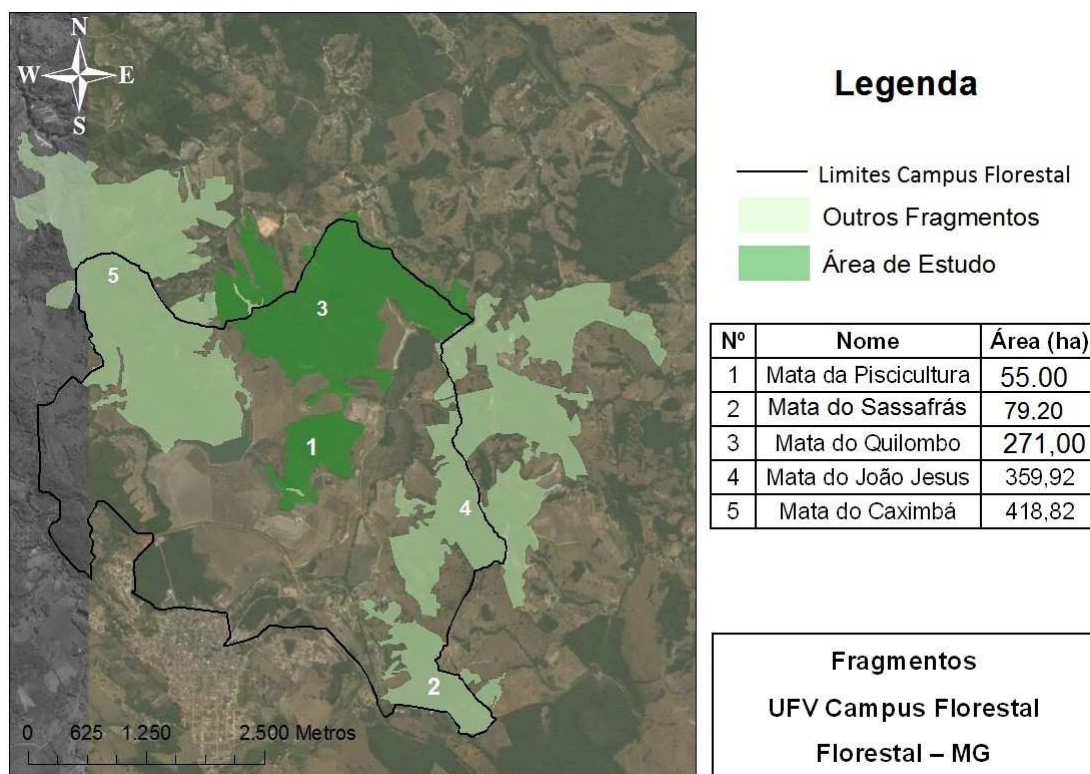 N
W E
S
5
3
1
4
2
0 625 1.250 2.500 Metros
Legenda
Limites Campus Florestal
Outros Fragmentos
Área de Estudo
Nº Nome Área (ha)
1 Mata da Piscicultura 55.00
2 Mata do Sassafrás 79.20
3 Mata do Quilombo 271,00
4 Mata do João Jesus 359,92
5 Mata do Caximbá 418,82
Fragmentos
UFV Campus Florestal
Florestal – MG